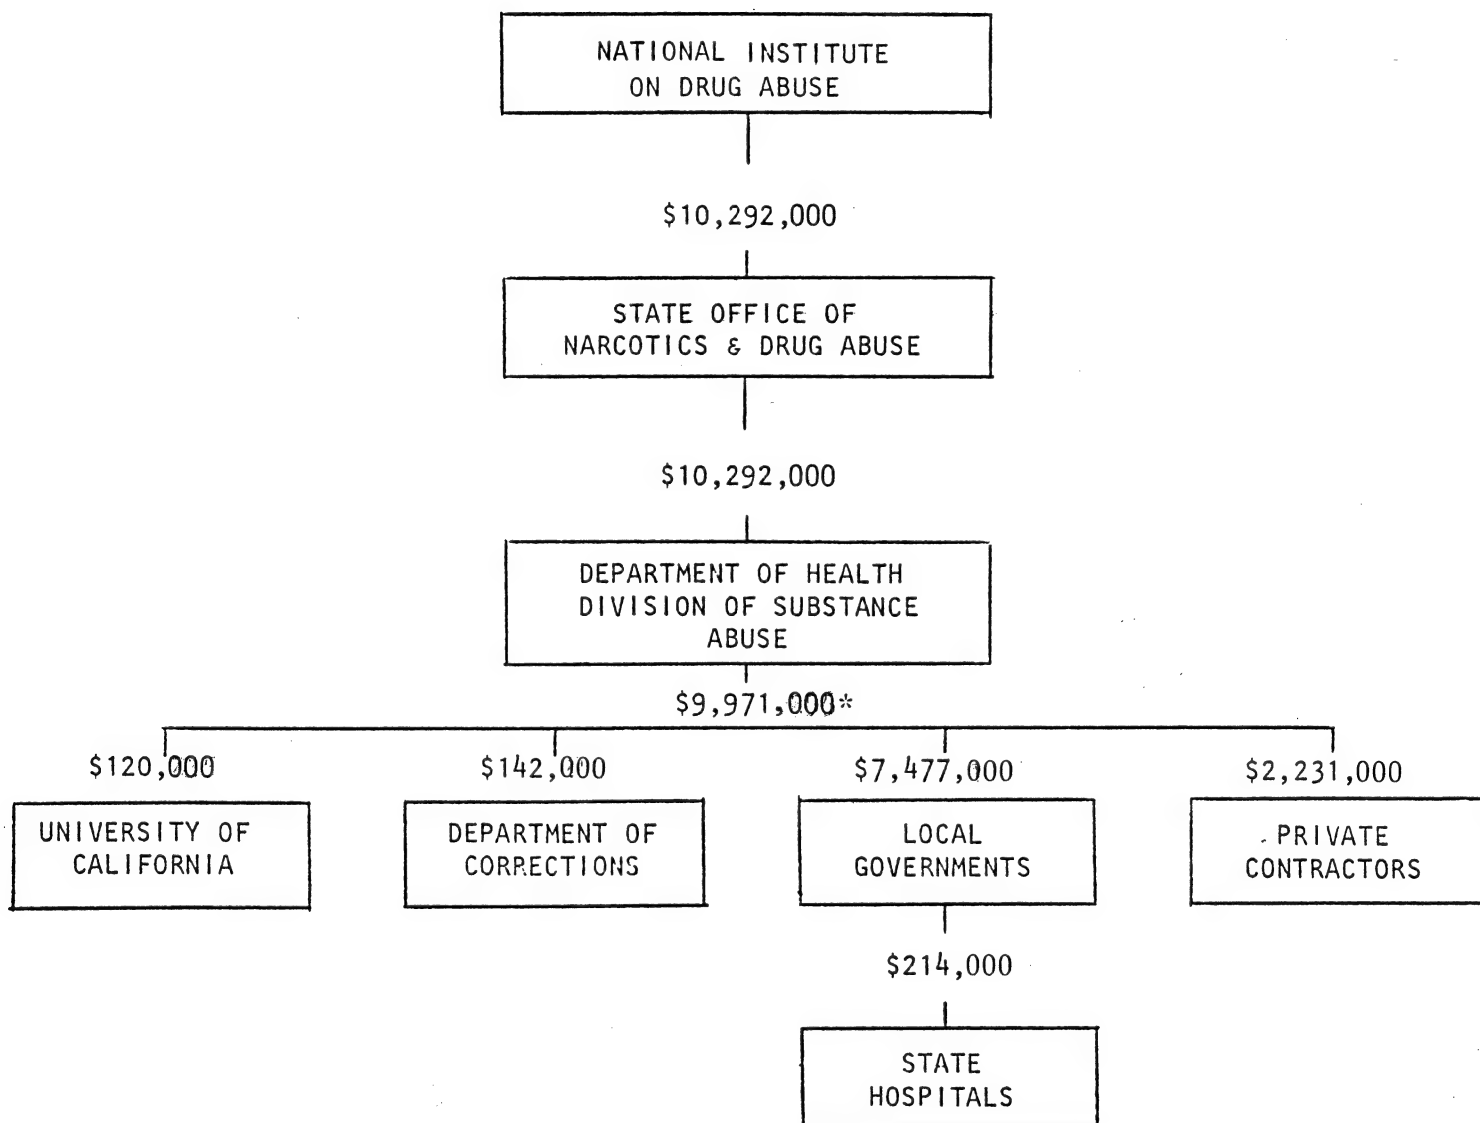 NATIONAL INSTITUTE
ON DRUG ABUSE
$10,292,000
STATE OFFICE OF
NARCOTICS & DRUG ABUSE
$10,292,000
DEPARTMENT OF HEALTH
DIVISION OF SUBSTANCE
ABUSE
$9,971,000*
$120,000
$142,000
$7,477,000
$2,231,000
UNIVERSITY OF
CALIFORNIA
DEPARTMENT OF
CORRECTIONS
LOCAL
GOVERNMENTS
PRIVATE
CONTRACTORS
$214,000
STATE
HOSPITALS